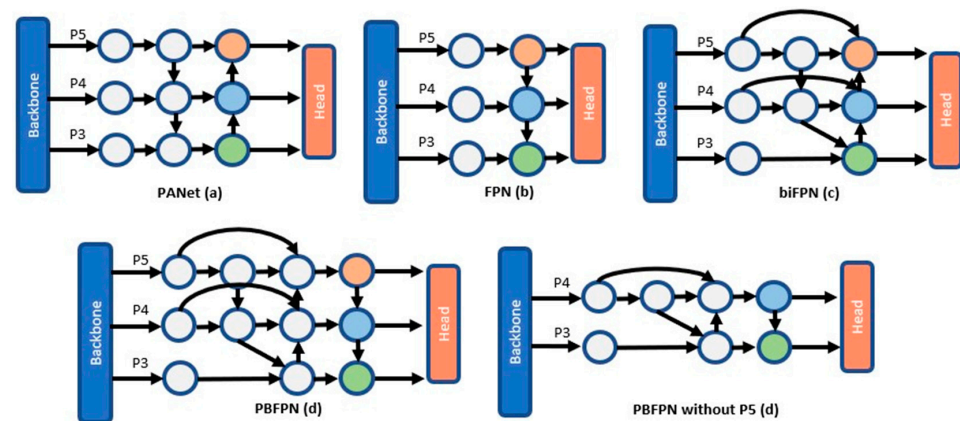 Backbone
P5
P4
P3
Head
PANet (a)
Backbone
P5
P4
P3
Head
FPN (b)
Backbone
P5
P4
P3
Head
biFPN (c)
Backbone
P5
P4
P3
Head
PBFPN (d)
Backbone
P4
P3
Head
PBFPN without P5 (d)